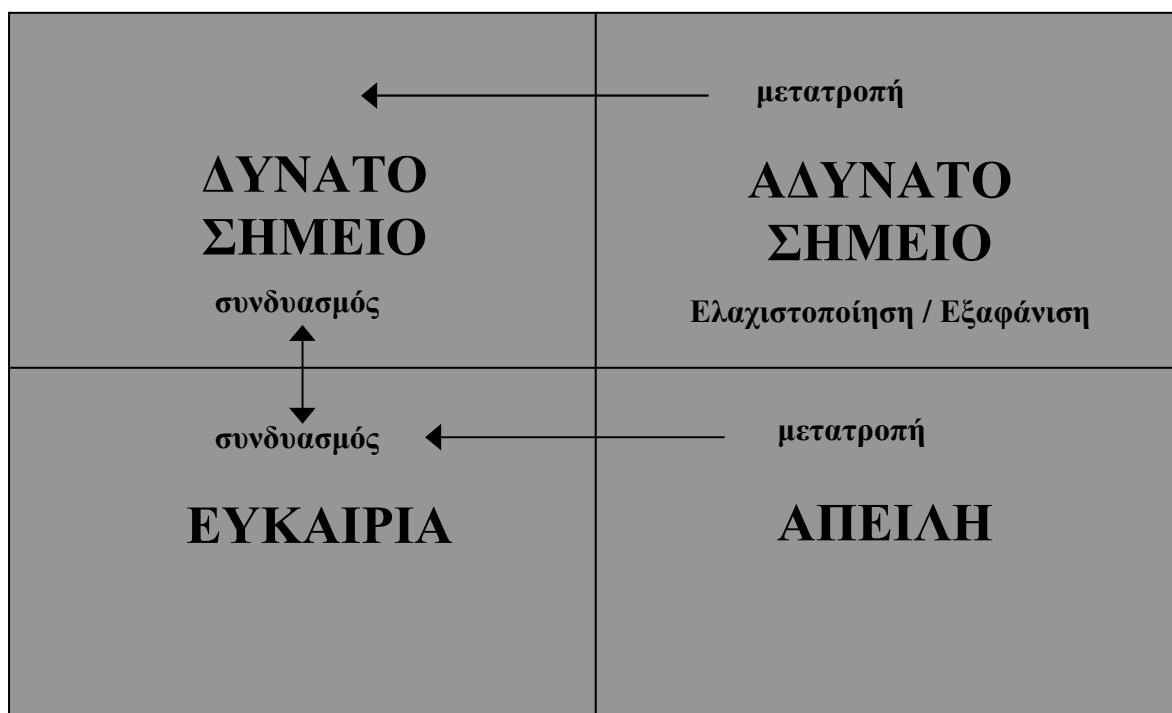 μετατροπή
ΔΥΝΑΤΟ
ΣΗΜΕΙΟ
συνδυασμός
ΑΔΥΝΑΤΟ
ΣΗΜΕΙΟ
Ελαχιστοποίηση / Εξαφάνιση
συνδυασμός
ΕΥΚΑΙΡΙΑ
μετατροπή
ΑΠΕΙΛΗ